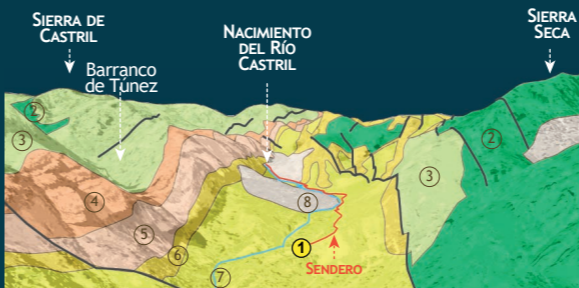 SIERRA DE
CASTRIL
NACIMIENTO
DEL RÍO
CASTRIL
SIERRA
SECA
Barranco
de Túnez
2
3
4
5
6
7
8
1
SENDERO
3
2